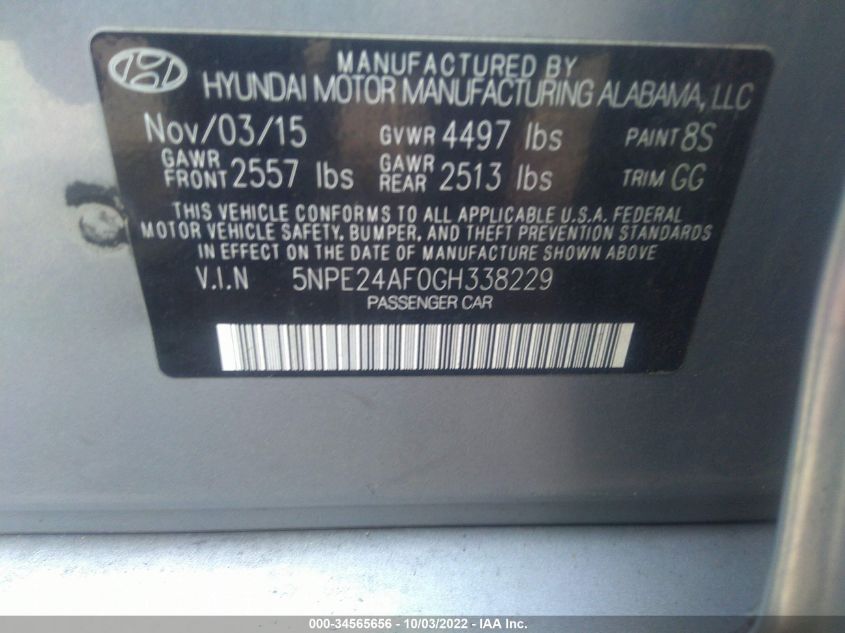 MANUFACTURED BY
HYUNDAI MOTOR MANUFACTURING ALABAMA, LLC
Nov/03/15 GVWR 4497 lbs PAINT 8S
GAWR FRONT 2557 lbs GAWR REAR 2513 lbs TRIM GG
THIS VEHICLE CONFORMS TO ALL APPLICABLE U.S.A. FEDERAL
MOTOR VEHICLE SAFETY, BUMPER, AND THEFT PREVENTION STANDARDS
IN EFFECT ON THE DATE OF MANUFACTURE SHOWN ABOVE
V.I.N 5NPE24AF0GH338229
PASSENGER CAR
000-34565656 - 10/03/2022 - IAA Inc.